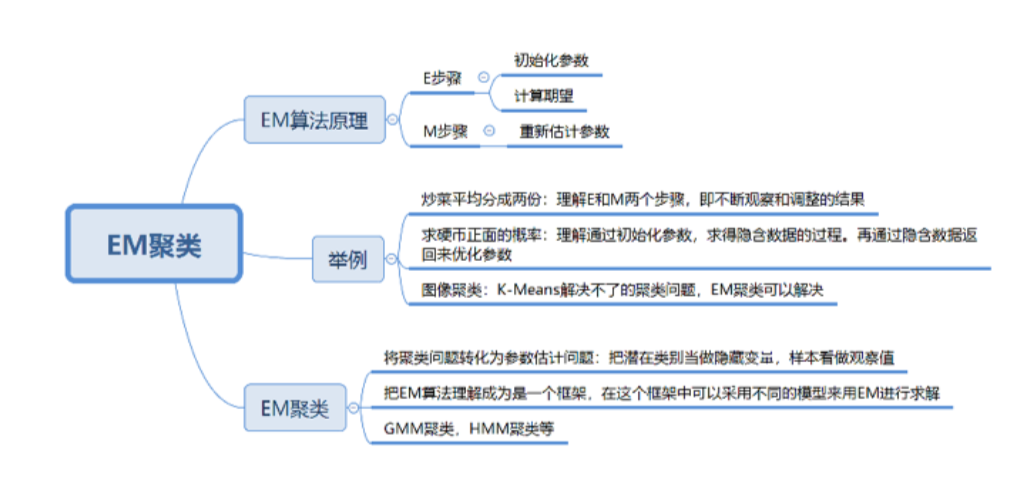 初始化参数
E步骤
计算期望
EM算法原理
M步骤
重新估计参数
炒菜平均分成两份：理解E和M两个步骤，即不断观察和调整的结果
EM聚类
求硬币正面的概率：理解通过初始化参数，求得隐含数据的过程。再通过隐含数据返
回来优化参数
举例
图像聚类：K-Means解决不了的聚类问题，EM聚类可以解决
将聚类问题转化为参数估计问题：把潜在类别当做隐藏变量，样本看做观察值
EM聚类
把EM算法理解成为是一个框架，在这个框架中可以采用不同的模型来用EM进行求解
GMM聚类，HMM聚类等